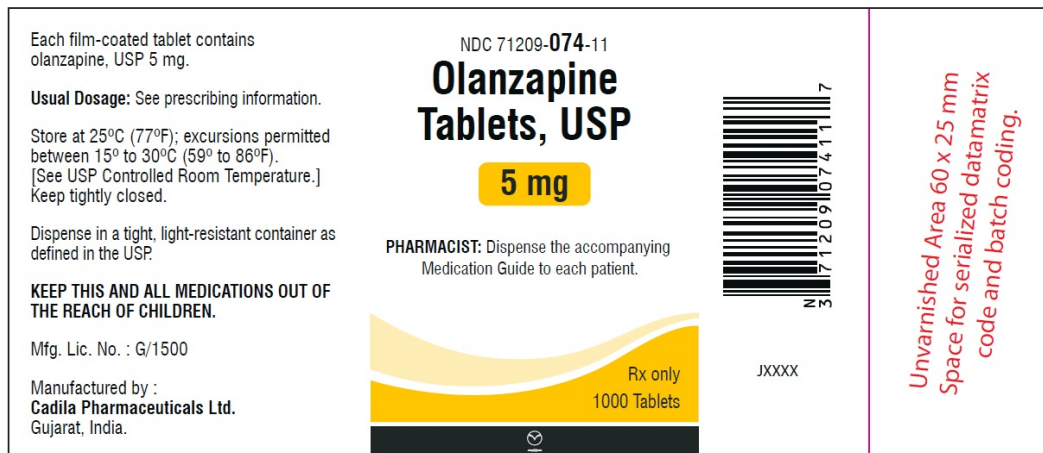 Each film-coated tablet contains
olanzapine, USP 5 mg.
Usual Dosage: See prescribing information.
Store at 25ºC (77ºF); excursions permitted
between 15º to 30ºC (59º to 86ºF).
[See USP Controlled Room Temperature.]
Keep tightly closed.
Dispense in a tight, light-resistant container as
defined in the USP.
KEEP THIS AND ALL MEDICATIONS OUT OF
THE REACH OF CHILDREN.
Mfg. Lic. No. : G/1500
Manufactured by :
Cadila Pharmaceuticals Ltd.
Gujarat, India.
NDC 71209-074-11
Olanzapine
Tablets, USP
5 mg
PHARMACIST: Dispense the accompanying
Medication Guide to each patient.
Rx only
1000 Tablets
N
3 71209 07411 7
JXXXX
Unvarnished Area 60 x 25 mm
Space for serialized datamatrix
code and batch coding.